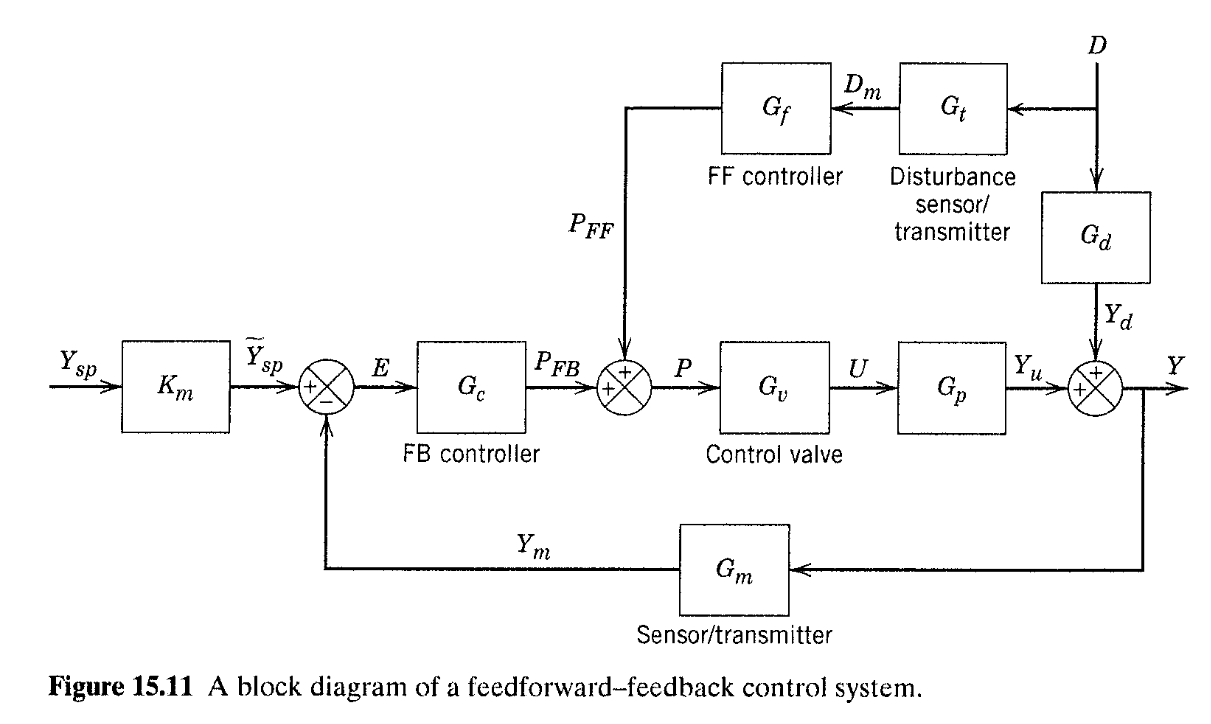 D
D_m
G_f
G_t
FF controller
Disturbance
sensor/
transmitter
P_FF
G_d
Y_d
Y_sp
K_m
Ỹ_sp
+
−
E
G_c
P_FB
+
+
P
G_v
U
G_p
Y_u
+
+
Y
FB controller
Control valve
Y_m
G_m
Sensor/transmitter
Figure 15.11 A block diagram of a feedforward–feedback control system.